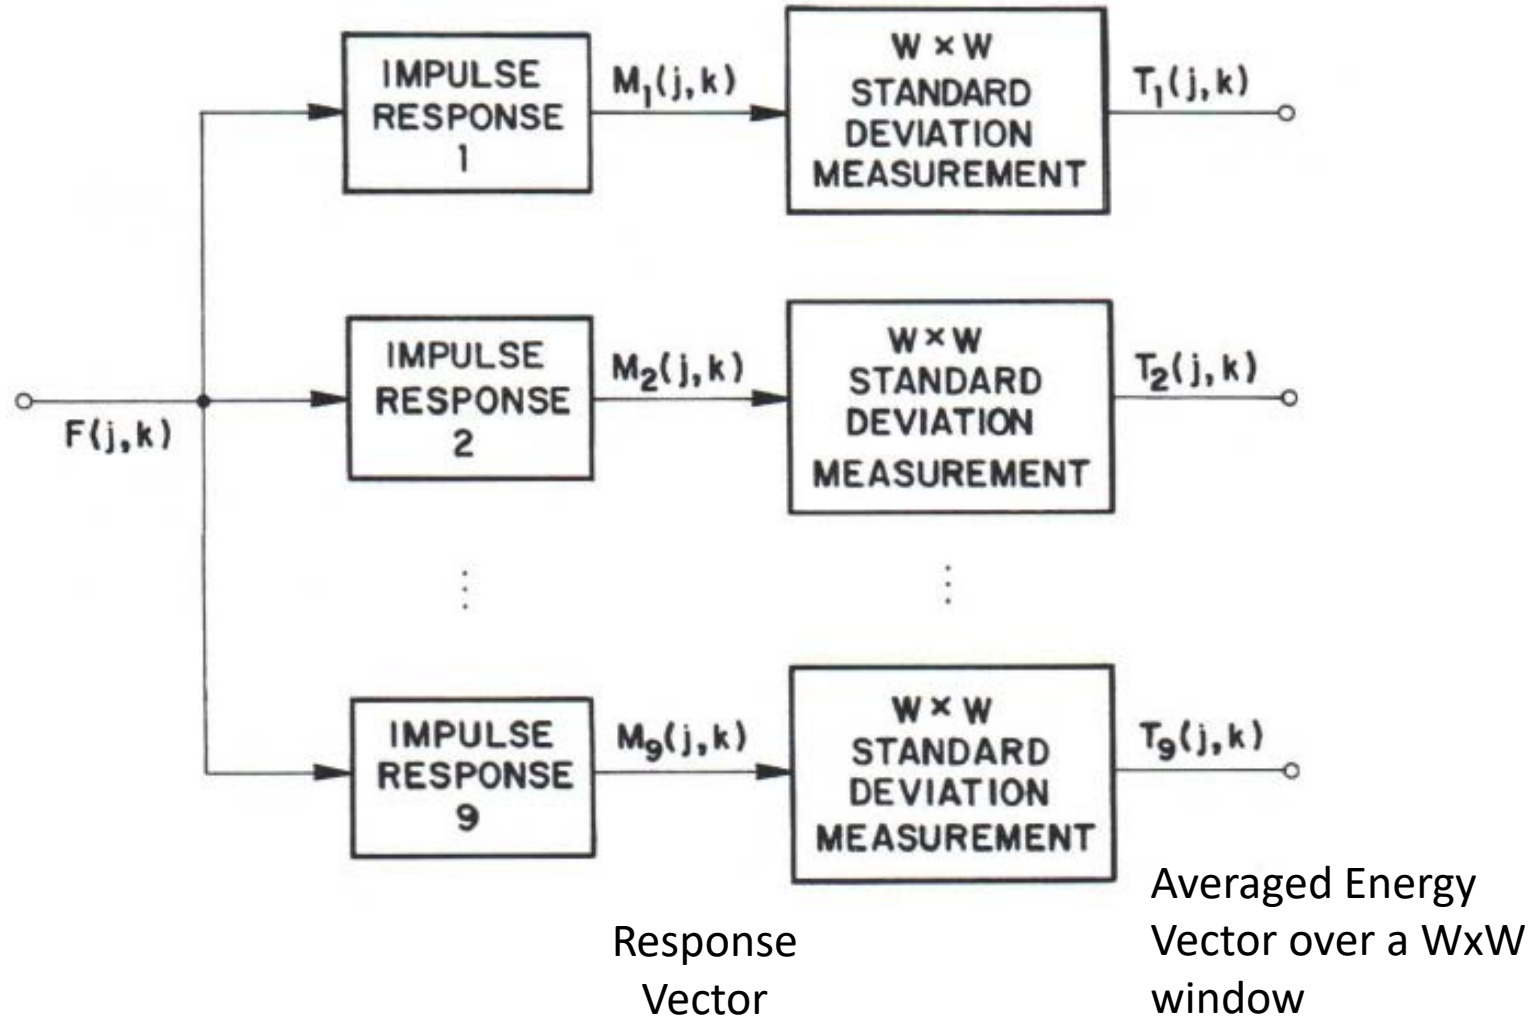 IMPULSE
RESPONSE
1
M₁(j,k)
W × W
STANDARD
DEVIATION
MEASUREMENT
T₁(j,k)
F(j,k)
IMPULSE
RESPONSE
2
M₂(j,k)
W × W
STANDARD
DEVIATION
MEASUREMENT
T₂(j,k)
IMPULSE
RESPONSE
9
M₉(j,k)
W × W
STANDARD
DEVIATION
MEASUREMENT
T₉(j,k)
Response
Vector
Averaged Energy
Vector over a WxW
window